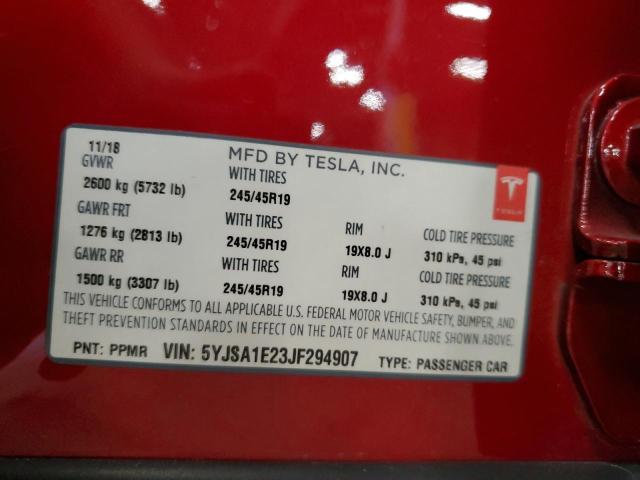 11/18 MFD BY TESLA, INC.
GVWR WITH TIRES
2600 kg (5732 lb) 245/45R19
GAWR FRT WITH TIRES RIM COLD TIRE PRESSURE
1276 kg (2813 lb) 245/45R19 19X8.0 J 310 kPa, 45 psi
GAWR RR WITH TIRES RIM COLD TIRE PRESSURE
1500 kg (3307 lb) 245/45R19 19X8.0 J 310 kPa, 45 psi
THIS VEHICLE CONFORMS TO ALL APPLICABLE U.S. FEDERAL MOTOR VEHICLE SAFETY, BUMPER, AND
THEFT PREVENTION STANDARDS IN EFFECT ON THE DATE OF MANUFACTURE SHOWN ABOVE.
PNT: PPMR VIN: 5YJSA1E23JF294907 TYPE: PASSENGER CAR
TESLA